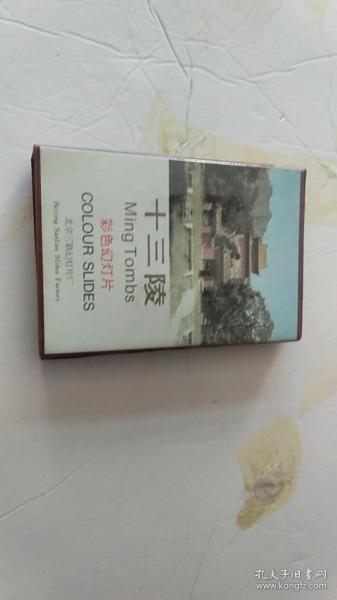 十三陵
Ming Tombs
彩色幻灯片
COLOUR SLIDES
北京三联幻灯片厂
Beijing Sanlian Slides Factory
孔夫子旧书网
www.kongfz.com